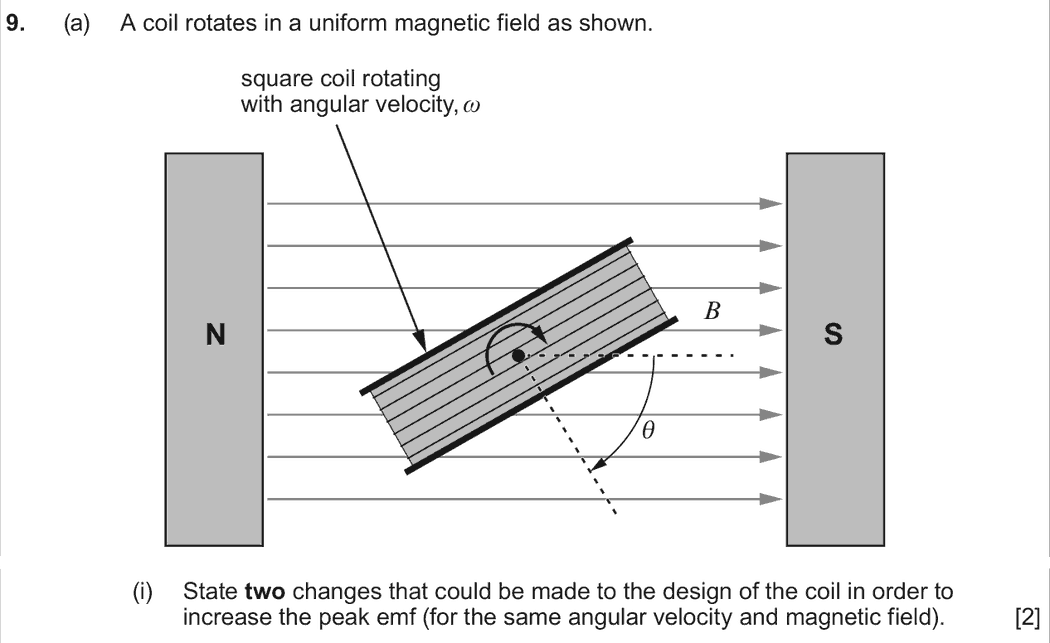 9. (a) A coil rotates in a uniform magnetic field as shown.
square coil rotating
with angular velocity, ω
N
B
S
θ
(i) State two changes that could be made to the design of the coil in order to
increase the peak emf (for the same angular velocity and magnetic field). [2]